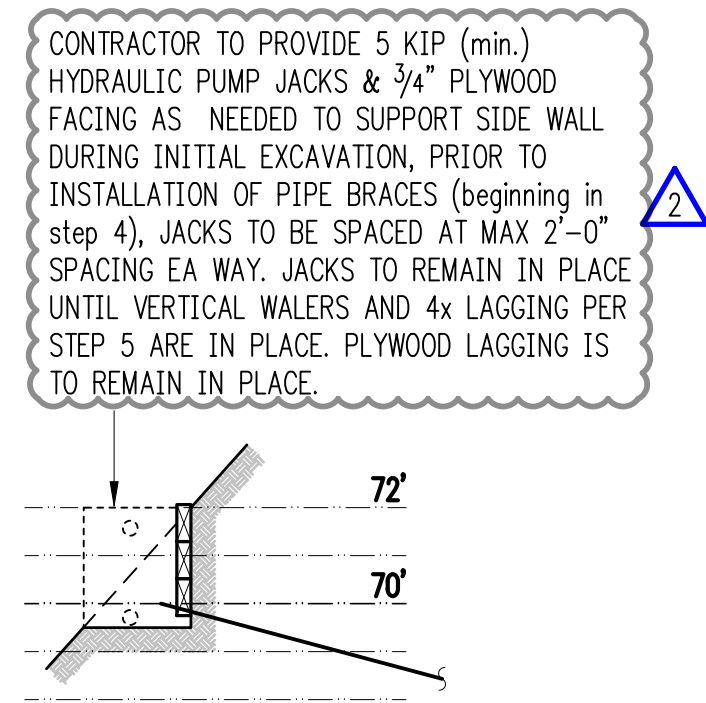 CONTRACTOR TO PROVIDE 5 KIP (min.)
HYDRAULIC PUMP JACKS & 3/4" PLYWOOD
FACING AS NEEDED TO SUPPORT SIDE WALL
DURING INITIAL EXCAVATION, PRIOR TO
INSTALLATION OF PIPE BRACES (beginning in
step 4), JACKS TO BE SPACED AT MAX 2'-0"
SPACING EA WAY. JACKS TO REMAIN IN PLACE
UNTIL VERTICAL WALERS AND 4x LAGGING PER
STEP 5 ARE IN PLACE. PLYWOOD LAGGING IS
TO REMAIN IN PLACE.
2
72'
70'